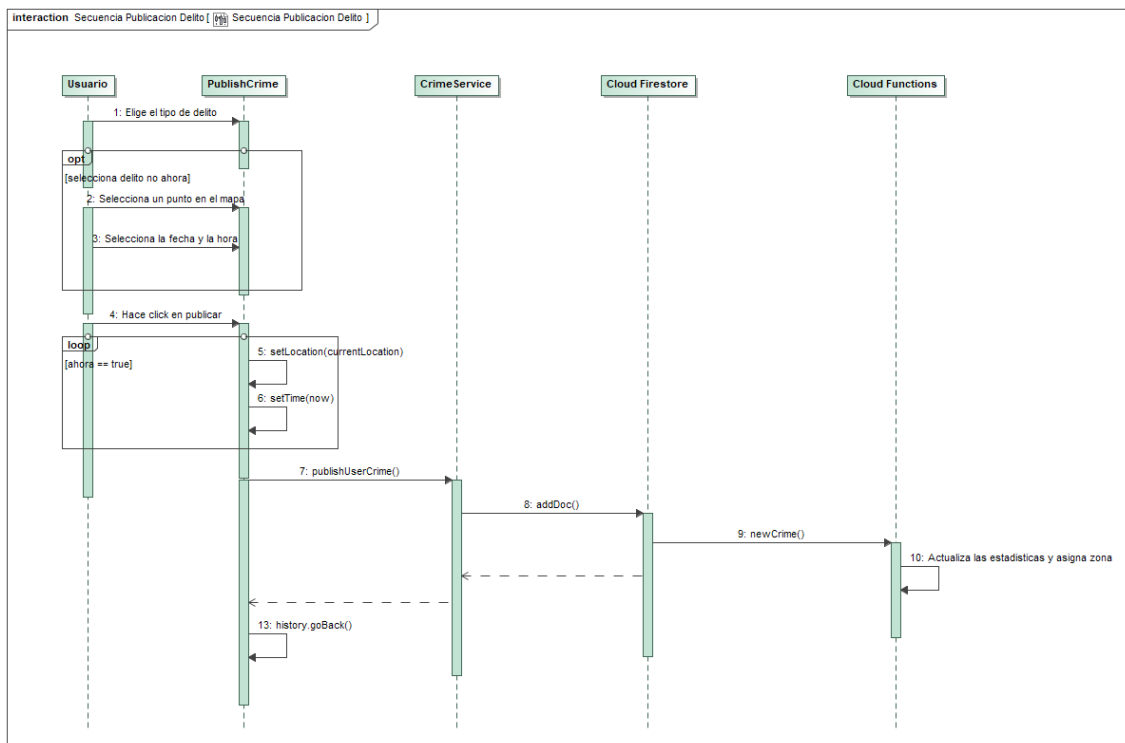 interaction Secuencia Publicacion Delito [ Secuencia Publicacion Delito ]
Usuario
PublishCrime
CrimeService
Cloud Firestore
Cloud Functions
1: Elige el tipo de delito
opt
[selecciona delito no ahora]
2: Selecciona un punto en el mapa
3: Selecciona la fecha y la hora
4: Hace click en publicar
loop
[ahora == true]
5: setLocation(currentLocation)
6: setTime(now)
7: publishUserCrime()
8: addDoc()
9: newCrime()
10: Actualiza las estadisticas y asigna zona
13: history.goBack()